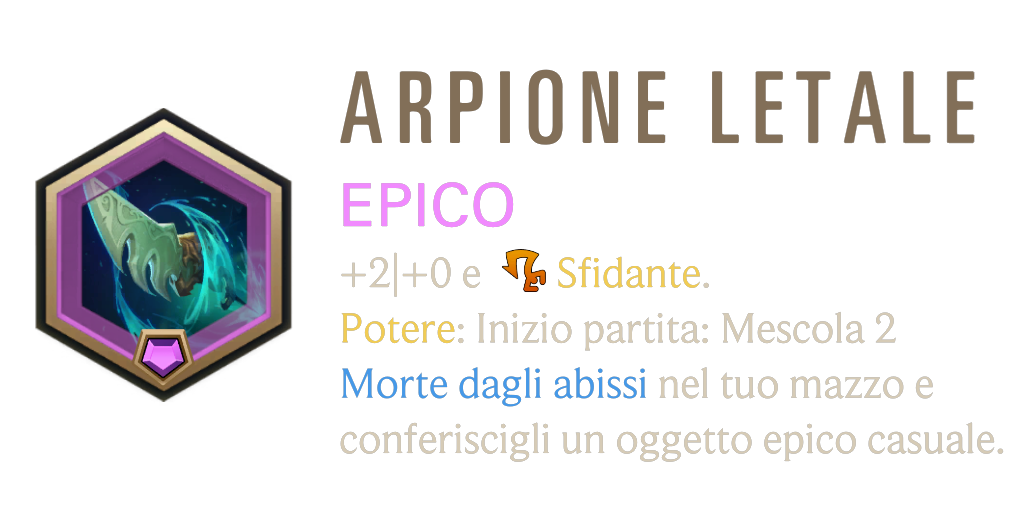 ARPIONE LETALE
EPICO
+2|+0 e Sfidante.
Potere: Inizio partita: Mescola 2
Morte dagli abissi nel tuo mazzo e
conferiscigli un oggetto epico casuale.